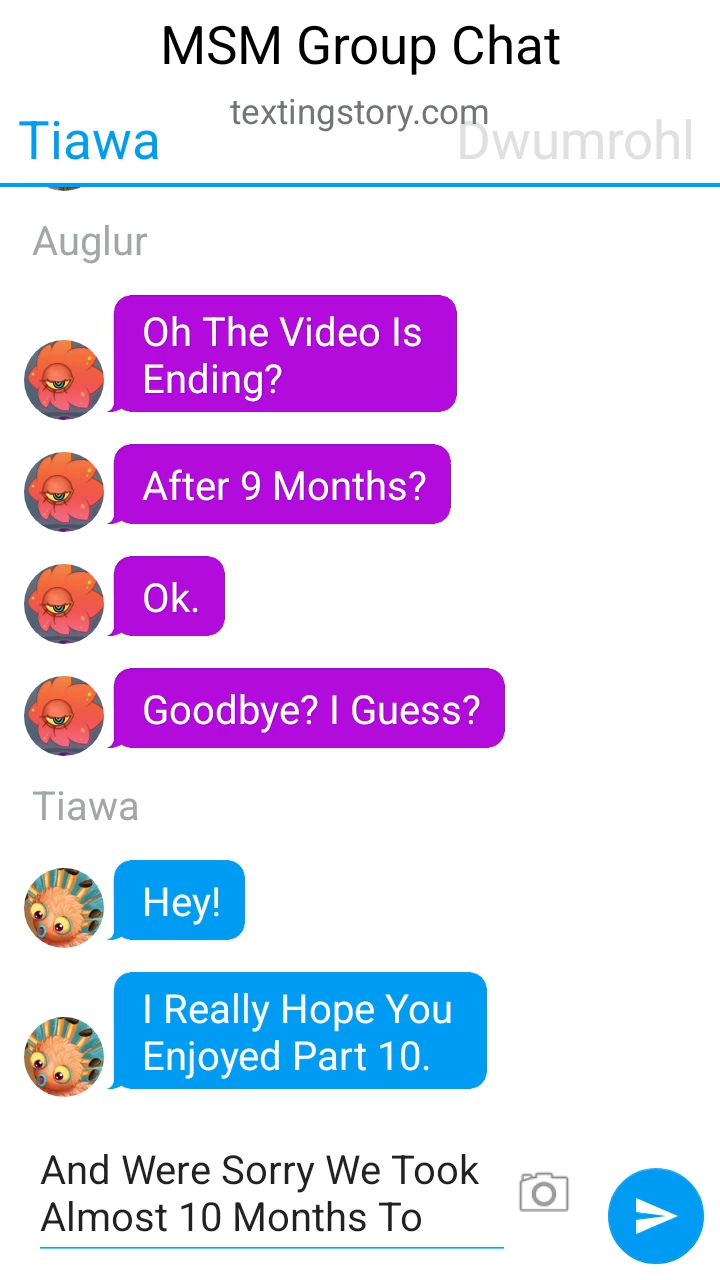 MSM Group Chat
textingstory.com
Tiawa
Dwumrohl
Auglur
Oh The Video Is
Ending?
After 9 Months?
Ok.
Goodbye? I Guess?
Tiawa
Hey!
I Really Hope You
Enjoyed Part 10.
And Were Sorry We Took
Almost 10 Months To